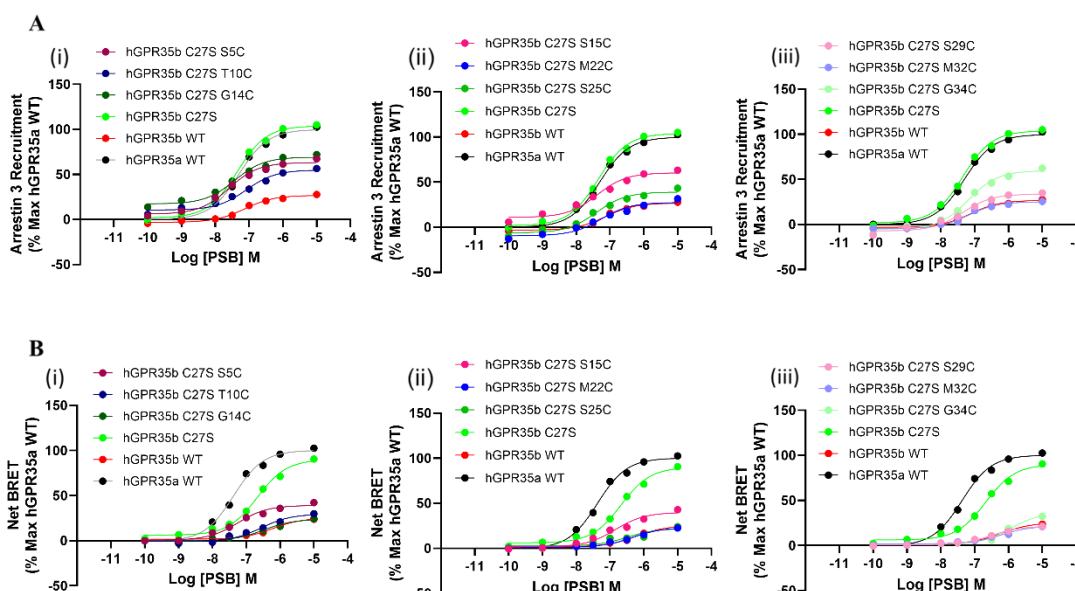 A
(i)
hGPR35b C27S S5C
hGPR35b C27S T10C
hGPR35b C27S G14C
hGPR35b C27S
hGPR35b WT
hGPR35a WT
Arrestin 3 Recruitment
(% Max hGPR35a WT)
150
100
50
0
-50
-10 -9 -8 -7 -6 -5 -4
Log [PSB] M
(ii)
hGPR35b C27S S15C
hGPR35b C27S M22C
hGPR35b C27S S25C
hGPR35b C27S
hGPR35b WT
hGPR35a WT
Arrestin 3 Recruitment
(% Max hGPR35a WT)
150
100
50
0
-50
-10 -9 -8 -7 -6 -5 -4
Log [PSB] M
(iii)
hGPR35b C27S S29C
hGPR35b C27S M32C
hGPR35b C27S G34C
hGPR35b C27S
hGPR35b WT
hGPR35a WT
Arrestin 3 Recruitment
(% Max hGPR35a WT)
150
100
50
0
-50
-10 -9 -8 -7 -6 -5
Log [PSB] M
B
(i)
hGPR35b C27S S5C
hGPR35b C27S T10C
hGPR35b C27S G14C
hGPR35b C27S
hGPR35b WT
hGPR35a WT
Net BRET
(% Max hGPR35a WT)
150
100
50
0
-50
-10 -9 -8 -7 -6 -5 -4
Log [PSB] M
(ii)
hGPR35b C27S S15C
hGPR35b C27S M22C
hGPR35b C27S S25C
hGPR35b C27S
hGPR35b WT
hGPR35a WT
Net BRET
(% Max hGPR35a WT)
150
100
50
0
-50
-10 -9 -8 -7 -6 -5 -4
Log [PSB] M
(iii)
hGPR35b C27S S29C
hGPR35b C27S M32C
hGPR35b C27S G34C
hGPR35b C27S
hGPR35b WT
hGPR35a WT
Net BRET
(% Max hGPR35a WT)
150
100
50
0
-50
-10 -9 -8 -7 -6 -5
Log [PSB] M